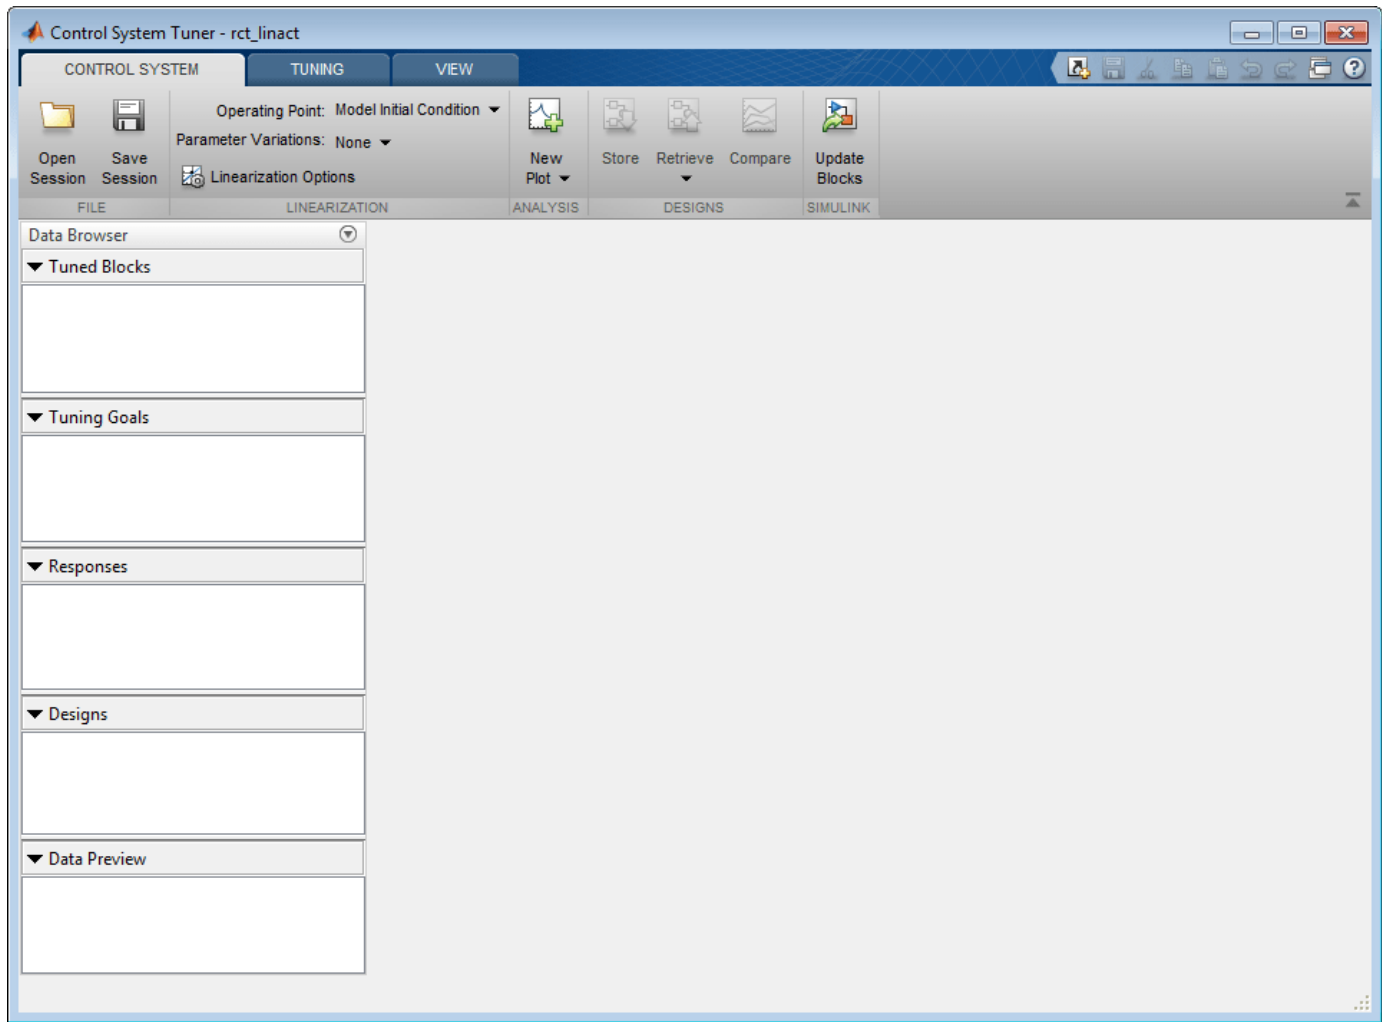 Control System Tuner - rct_linact
CONTROL SYSTEM TUNING VIEW
Operating Point: Model Initial Condition
Parameter Variations: None
Linearization Options
Open Session
Save Session
New Plot
Store
Retrieve
Compare
Update Blocks
FILE LINEARIZATION ANALYSIS DESIGNS SIMULINK
Data Browser
Tuned Blocks
Tuning Goals
Responses
Designs
Data Preview